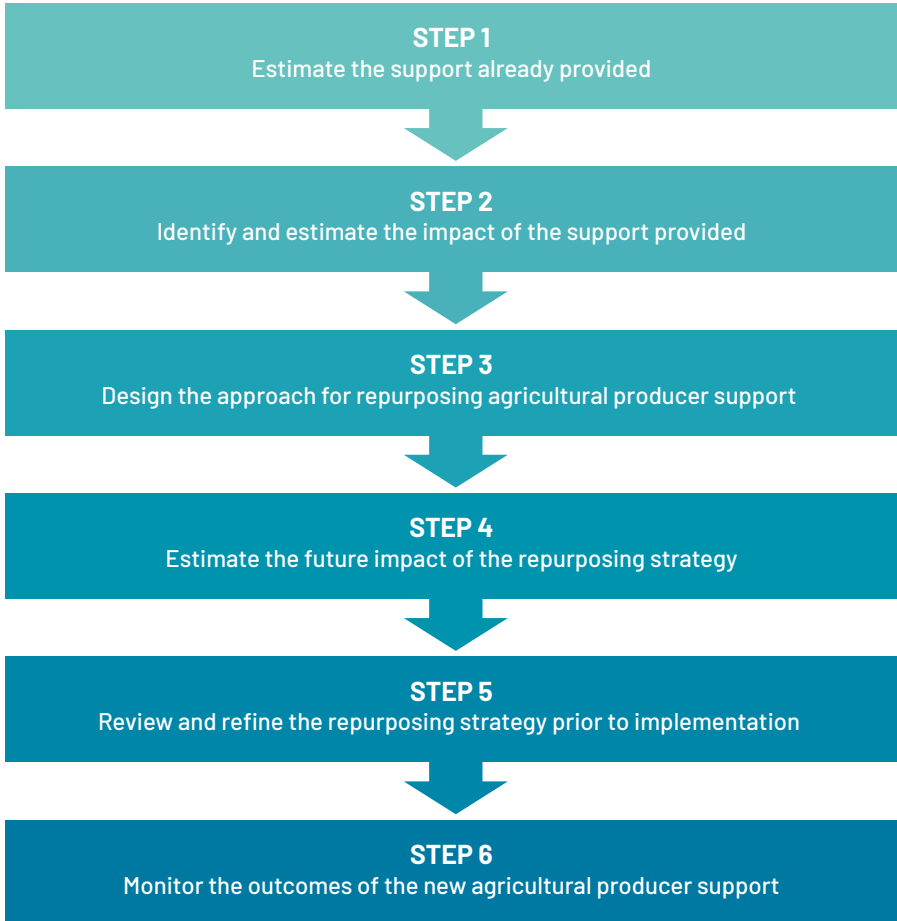 STEP 1
Estimate the support already provided
STEP 2
Identify and estimate the impact of the support provided
STEP 3
Design the approach for repurposing agricultural producer support
STEP 4
Estimate the future impact of the repurposing strategy
STEP 5
Review and refine the repurposing strategy prior to implementation
STEP 6
Monitor the outcomes of the new agricultural producer support